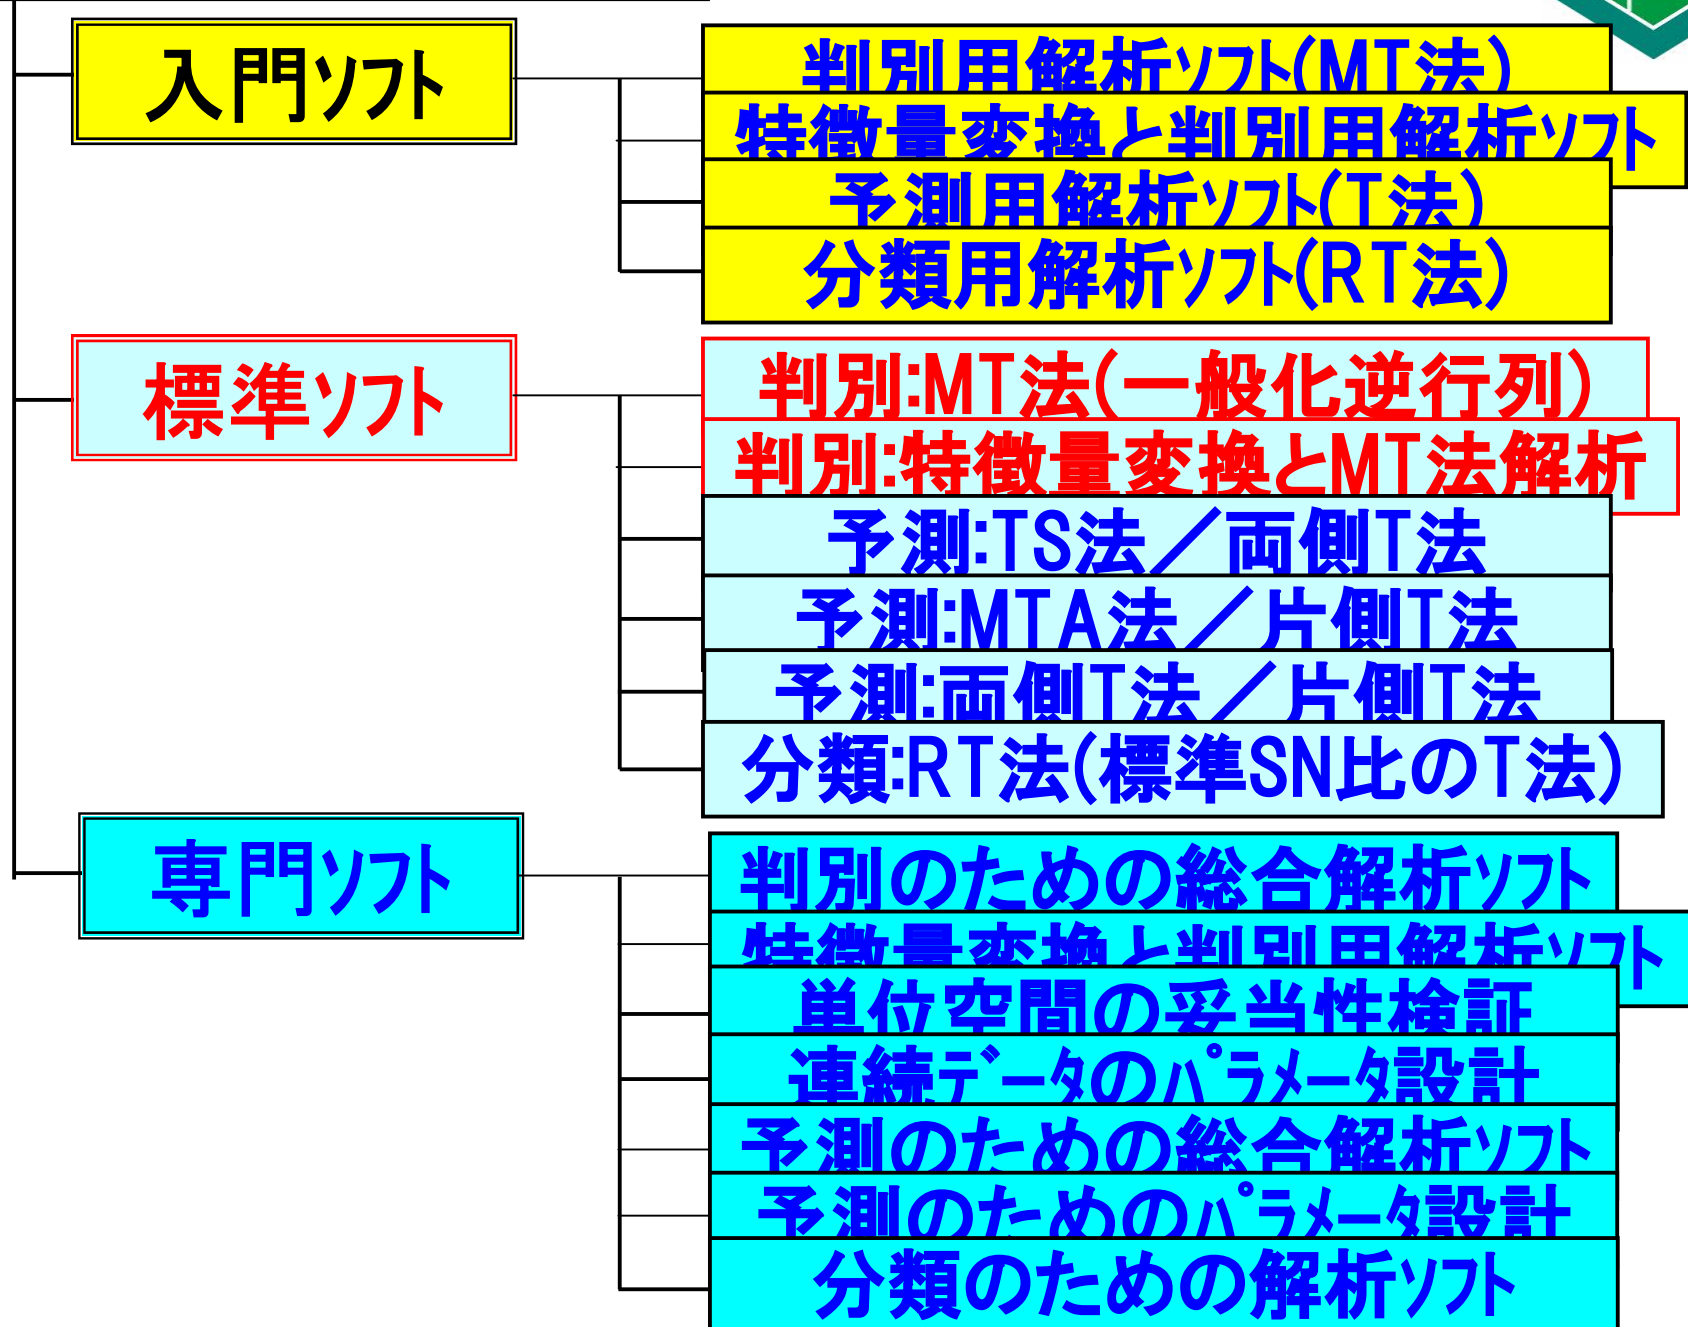 入門ソフト
判別用解析ソフト(MT法)
特徴量変換と判別用解析ソフト
予測用解析ソフト(T法)
分類用解析ソフト(RT法)
標準ソフト
判別:MT法(一般化逆行列)
判別:特徴量変換とMT法解析
予測:TS法／両側T法
予測:MTA法／片側T法
予測:両側T法／片側T法
分類:RT法(標準SN比のT法)
専門ソフト
判別のための総合解析ソフト
特徴量変換と判別用解析ソフト
単位空間の妥当性検証
連続データのパラメータ設計
予測のための総合解析ソフト
予測のためのパラメータ設計
分類のための解析ソフト